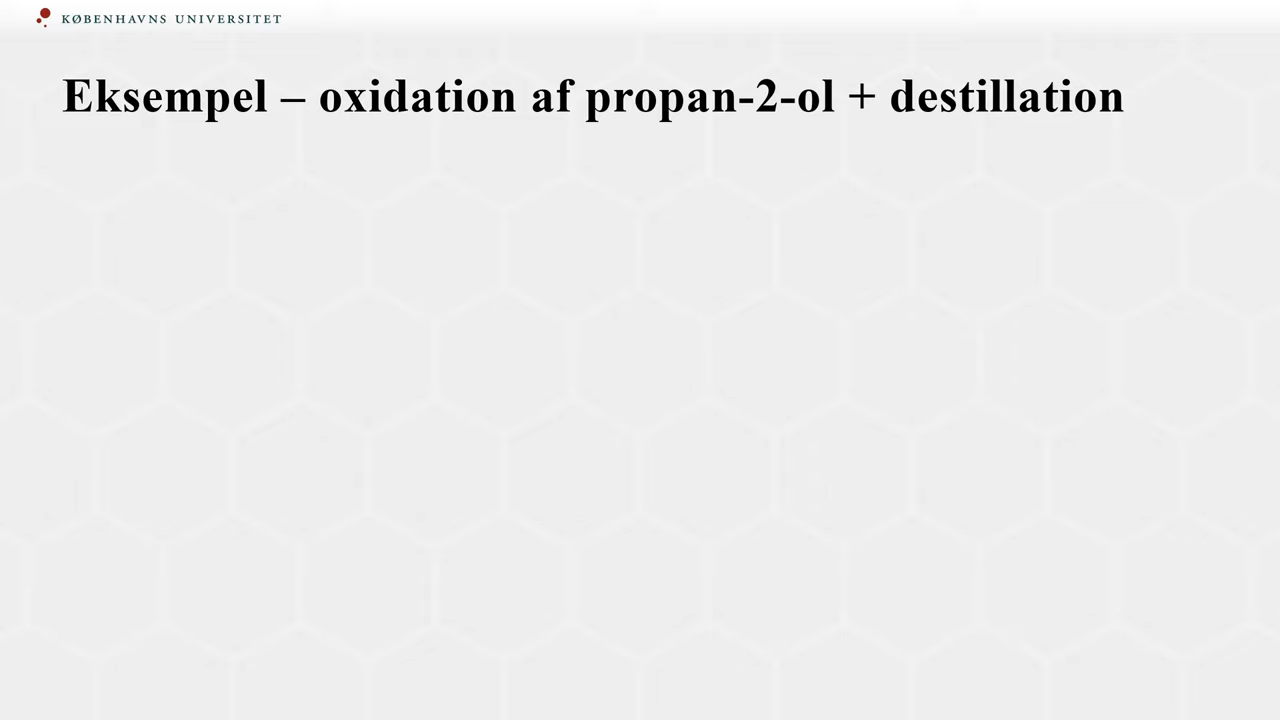 KØBENHAVNS UNIVERSITET
Eksempel – oxidation af propan-2-ol + destillation